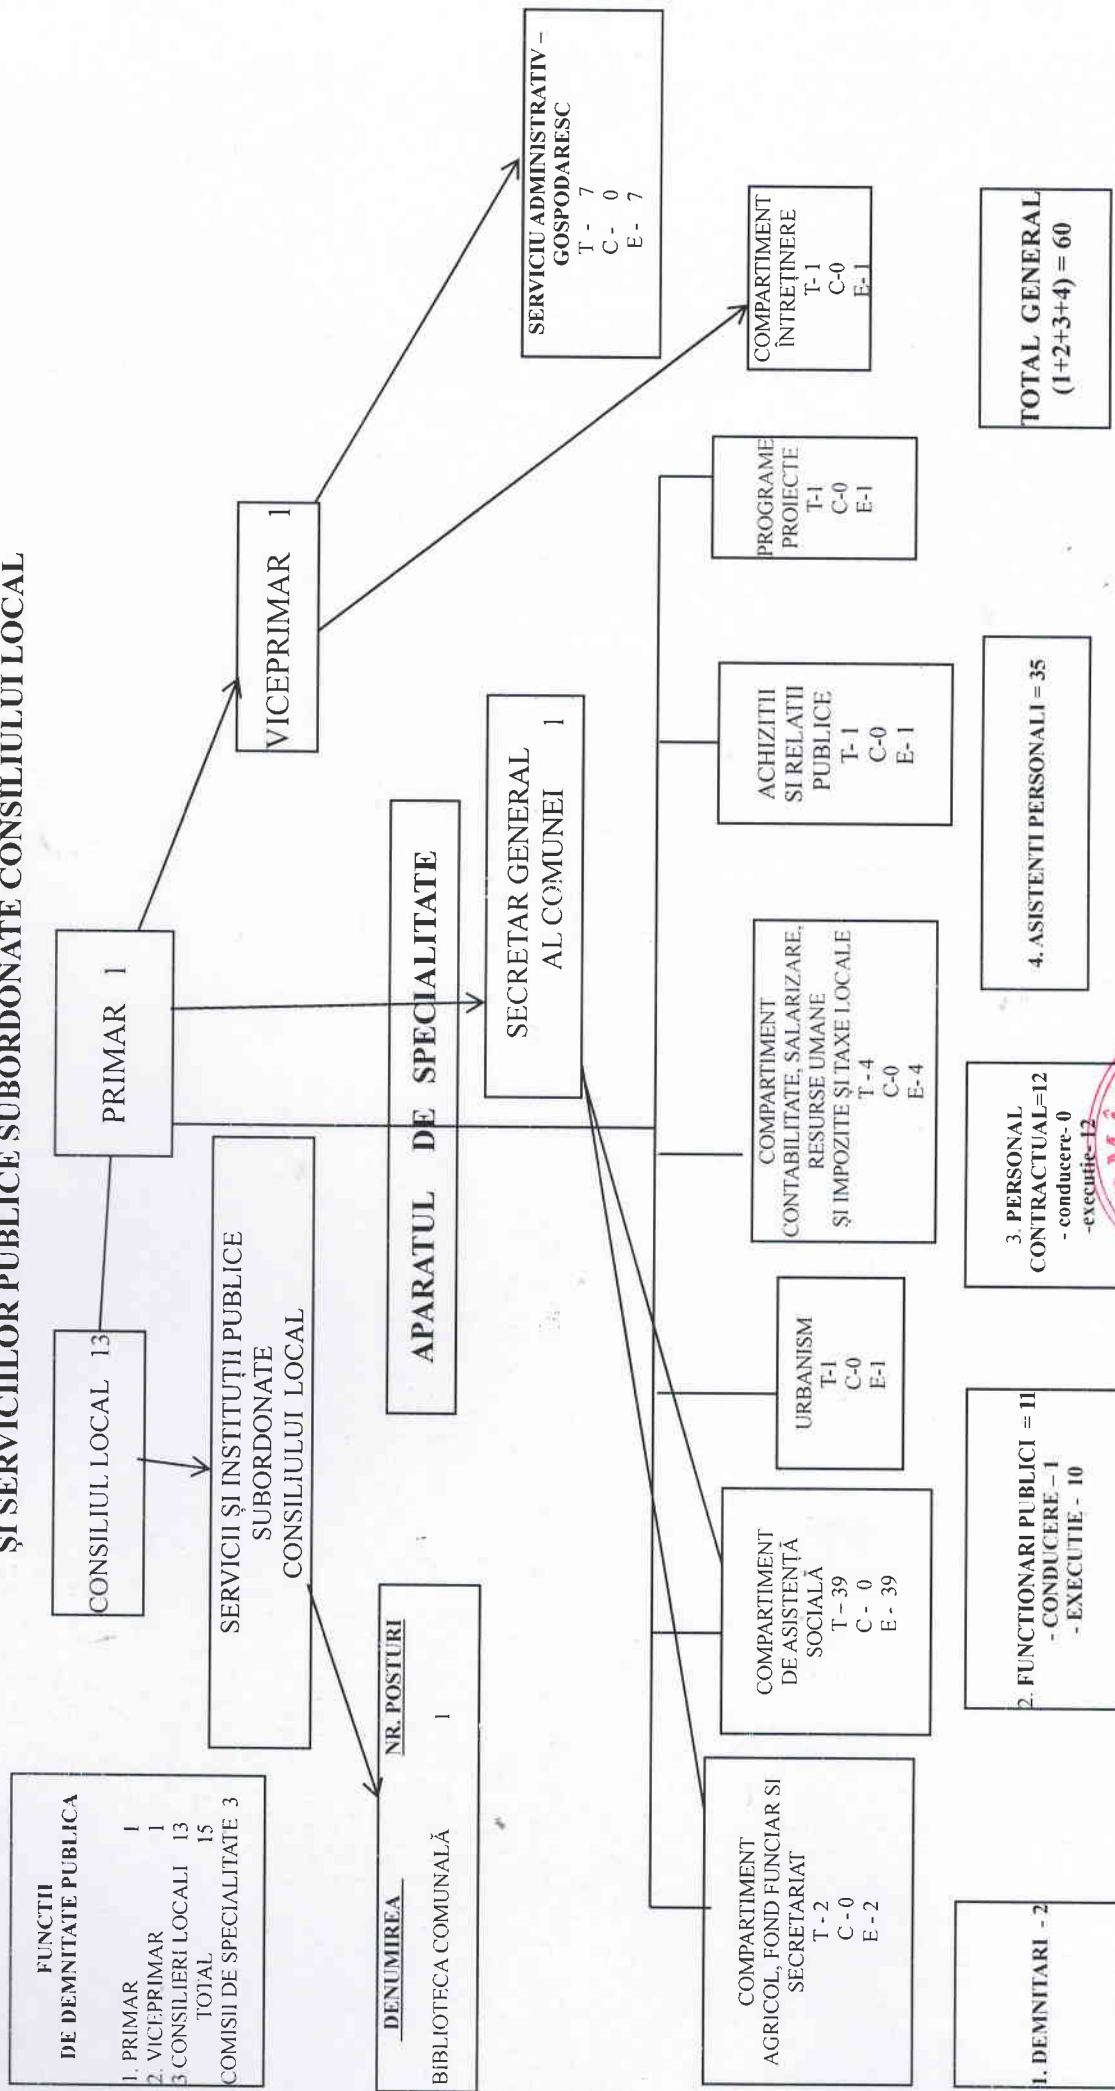 ȘI SERVICIILOR PUBLICE SUBORDONATE CONSILIULUI LOCAL
FUNCTII
DE DEMNITATE PUBLICA
1. PRIMAR 1
2. VICEPRIMAR 1
3 CONSILIERI LOCALI 13
TOTAL 15
COMISII DE SPECIALITATE 3
CONSILIUL LOCAL 13
PRIMAR 1
VICEPRIMAR 1
SERVICII ȘI INSTITUȚII PUBLICE
SUBORDONATE
CONSILIULUI LOCAL
DENUMIREA NR. POSTURI
BIBLIOTECA COMUNALĂ 1
APARATUL DE SPECIALITATE
SECRETAR GENERAL
AL COMUNEI 1
SERVICIU ADMINISTRATIV –
GOSPODARESC
T - 7
C - 0
E - 7
COMPARTIMENT
AGRICOL, FOND FUNCIAR SI
SECRETARIAT
T - 2
C - 0
E - 2
COMPARTIMENT
DE ASISTENȚĂ
SOCIALĂ
T – 39
C - 0
E - 39
URBANISM
T-1
C-0
E-1
COMPARTIMENT
CONTABILITATE, SALARIZARE,
RESURSE UMANE
ȘI IMPOZITE ȘI TAXE LOCALE
T - 4
C-0
E- 4
ACHIZITII
SI RELATII
PUBLICE
T- 1
C-0
E- 1
PROGRAME
PROIECTE
T-1
C-0
E-1
COMPARTIMENT
ÎNTREȚINERE
T- 1
C-0
E- 1
1. DEMNITARI - 2
2. FUNCTIONARI PUBLICI = 11
- CONDUCERE – 1
- EXECUTIE - 10
3. PERSONAL
CONTRACTUAL=12
- conducere- 0
-executie- 12
4. ASISTENTI PERSONALI = 35
TOTAL GENERAL
(1+2+3+4) = 60